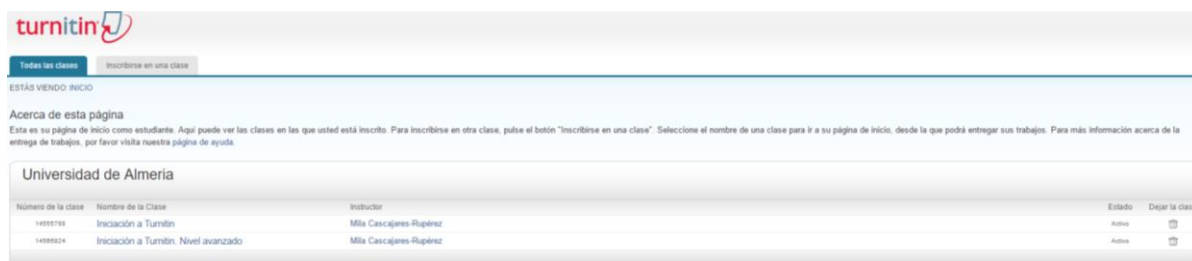 turnitin
Todas las clases Inscribirse en una clase
ESTÁS VIENDO: INICIO
Acerca de esta página
Esta es su página de inicio como estudiante. Aquí puede ver las clases en las que usted está inscrito. Para inscribirse en otra clase, pulse el botón "Inscribirse en una clase". Seleccione el nombre de una clase para ir a su página de inicio, desde la que podrá entregar sus trabajos. Para más información acerca de la
entrega de trabajos, por favor visita nuestra página de ayuda.
Universidad de Almeria
Número de la clase Nombre de la Clase Instructor Estado Dejar la clas
Iniciación a Turnitin Mila Cascajares-Rupérez Activa
Iniciación a Turnitin. Nivel avanzado Mila Cascajares-Rupérez Activa